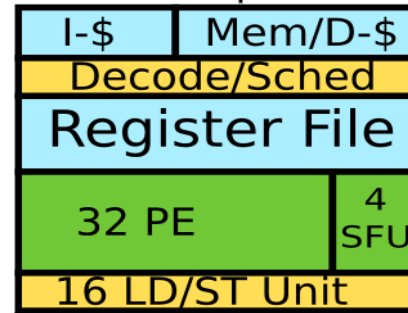 I-$ Mem/D-$
Decode/Sched
Register File
32 PE
4
SFU
16 LD/ST Unit